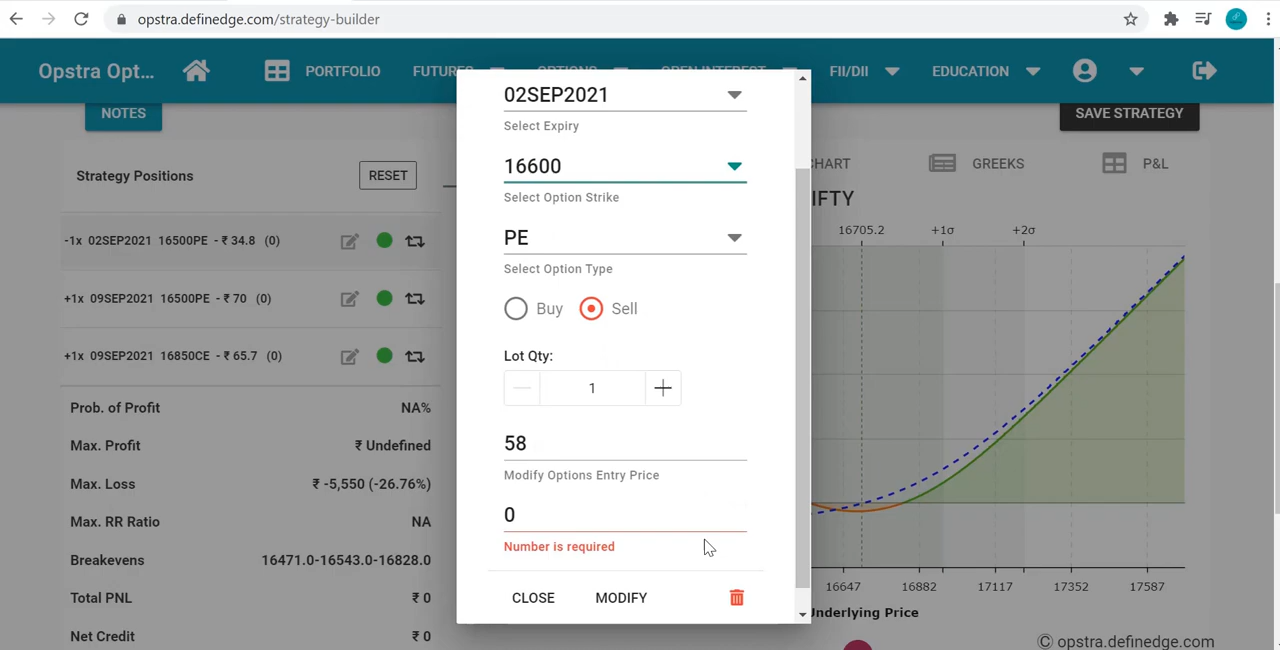 opstra.definedge.com/strategy-builder
Opstra Opt...
PORTFOLIO
FII/DII
EDUCATION
NOTES
SAVE STRATEGY
Strategy Positions
RESET
-1x 02SEP2021 16500PE - ₹ 34.8 (0)
+1x 09SEP2021 16500PE - ₹ 70 (0)
+1x 09SEP2021 16850CE - ₹ 65.7 (0)
Prob. of Profit NA%
Max. Profit ₹ Undefined
Max. Loss ₹ -5,550 (-26.76%)
Max. RR Ratio NA
Breakevens 16471.0-16543.0-16828.0
Total PNL ₹ 0
Net Credit ₹ 0
02SEP2021
Select Expiry
16600
Select Option Strike
PE
Select Option Type
Buy Sell
Lot Qty:
1
58
Modify Options Entry Price
0
Number is required
CLOSE MODIFY
GREEKS
P&L
16705.2 +1σ +2σ
16647 16882 17117 17352 17587
Underlying Price
© opstra.definedge.com